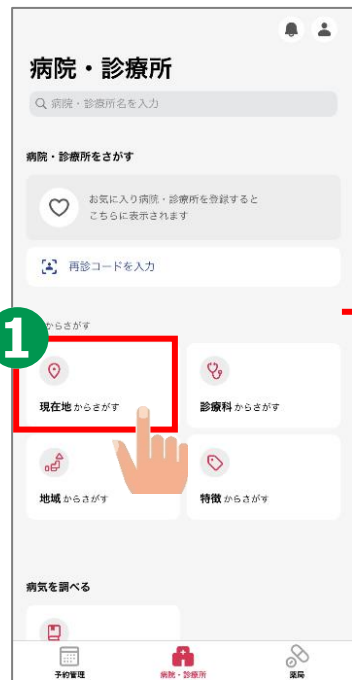 病院・診療所
病院・診療所名を入力
病院・診療所をさがす
お気に入り病院・診療所を登録すると
こちらに表示されます
再診コードを入力
からさがす
1
現在地 からさがす
診療科 からさがす
地域 からさがす
特徴 からさがす
病気を調べる
予約管理
病院・診療所
薬局